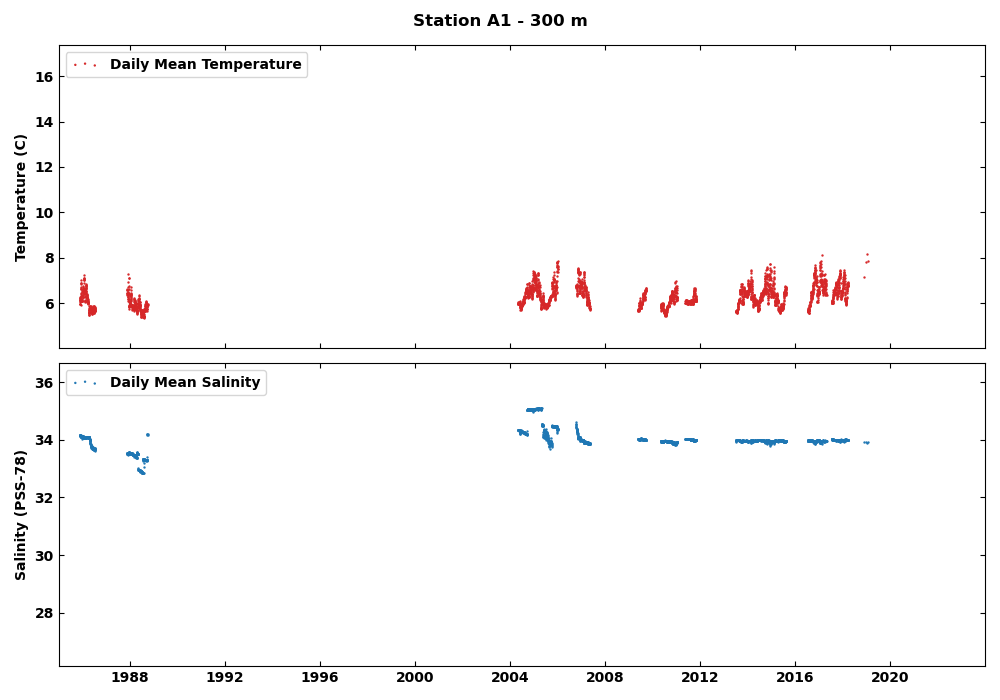 Station A1 - 300 m
Daily Mean Temperature
Temperature (C)
16
14
12
10
8
6
Daily Mean Salinity
Salinity (PSS-78)
36
34
32
30
28
1988 1992 1996 2000 2004 2008 2012 2016 2020